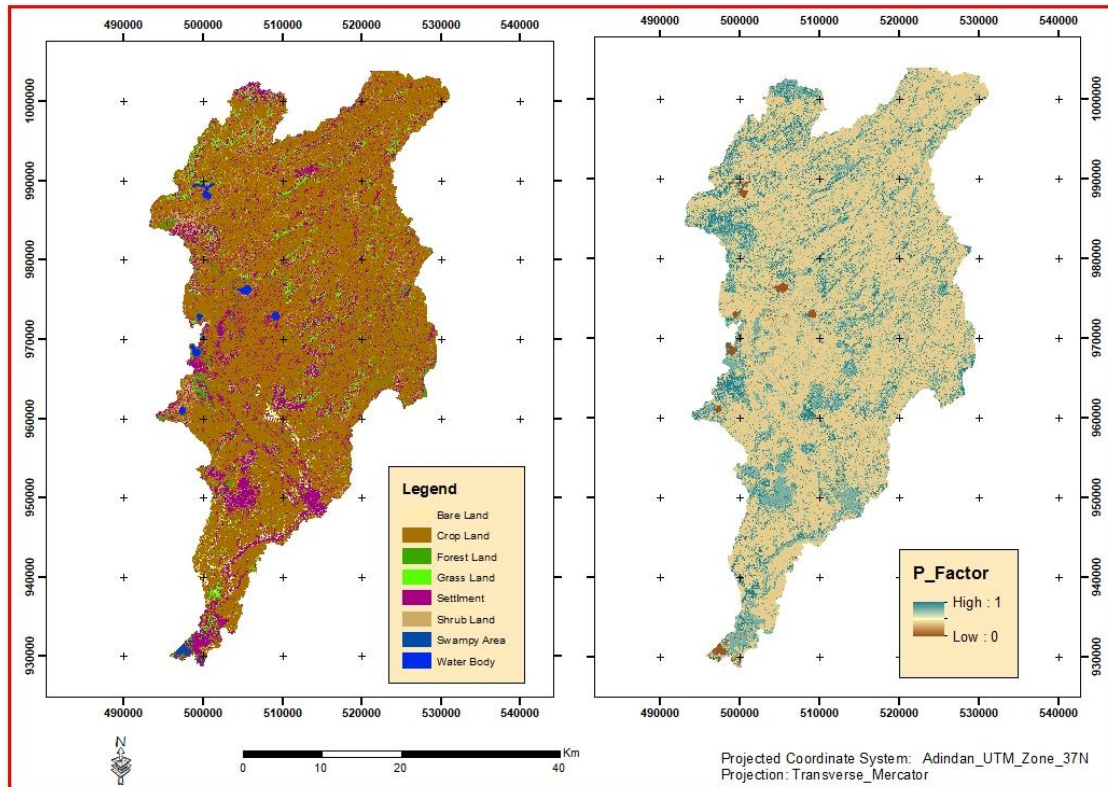 490000 500000 510000 520000 530000 540000
490000 500000 510000 520000 530000 540000
1000000
990000
980000
970000
960000
950000
940000
930000
Legend
Bare Land
Crop Land
Forest Land
Grass Land
Settlment
Shrub Land
Swampy Area
Water Body
P_Factor
High : 1
Low : 0
1000000
990000
980000
970000
960000
950000
940000
930000
490000 500000 510000 520000 530000 540000
490000 500000 510000 520000 530000 540000
N
Km
0 10 20 40
Projected Coordinate System: Adindan_UTM_Zone_37N
Projection: Transverse_Mercator